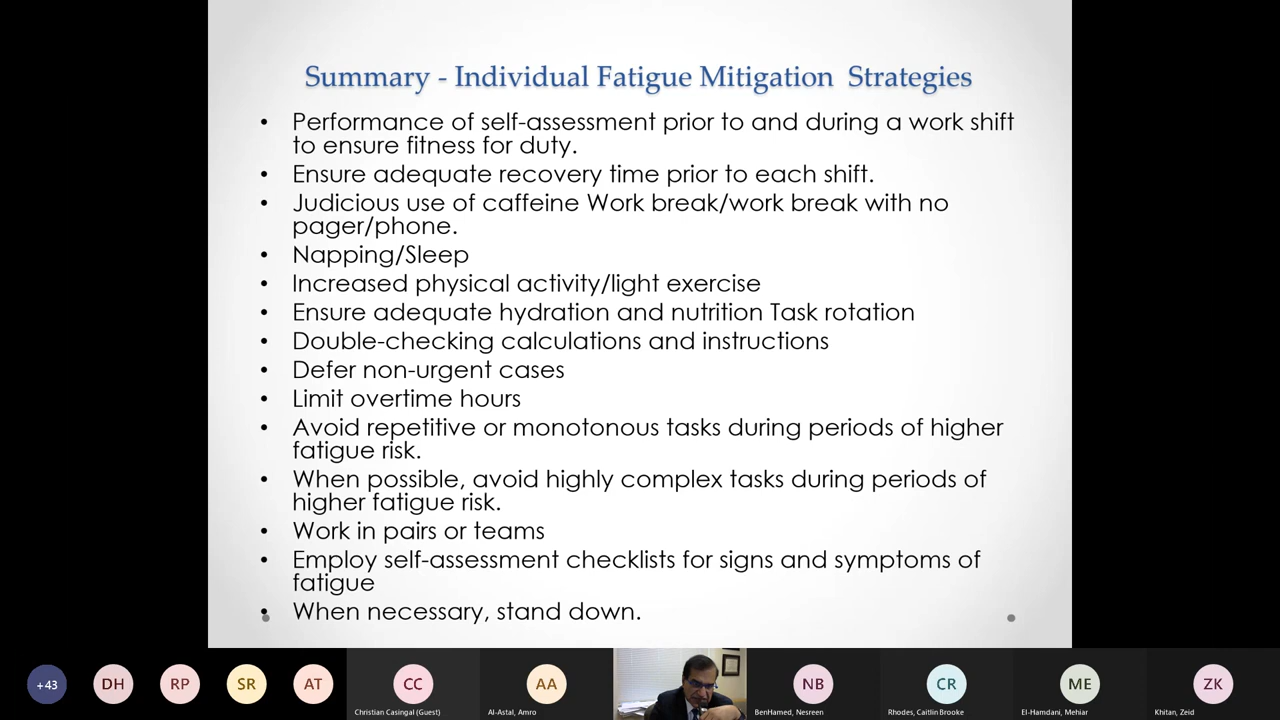 Summary - Individual Fatigue Mitigation Strategies
• Performance of self-assessment prior to and during a work shift
to ensure fitness for duty.
• Ensure adequate recovery time prior to each shift.
• Judicious use of caffeine Work break/work break with no
pager/phone.
• Napping/Sleep
• Increased physical activity/light exercise
• Ensure adequate hydration and nutrition Task rotation
• Double-checking calculations and instructions
• Defer non-urgent cases
• Limit overtime hours
• Avoid repetitive or monotonous tasks during periods of higher
fatigue risk.
• When possible, avoid highly complex tasks during periods of
higher fatigue risk.
• Work in pairs or teams
• Employ self-assessment checklists for signs and symptoms of
fatigue
• When necessary, stand down.
+43 DH RP SR AT CC AA NB CR ME ZK
Christian Casingal (Guest) Al-Astal, Amro BenHamed, Nesreen Rhodes, Caitlin Brooke El-Hamdani, Mehiar Khitan, Zeid